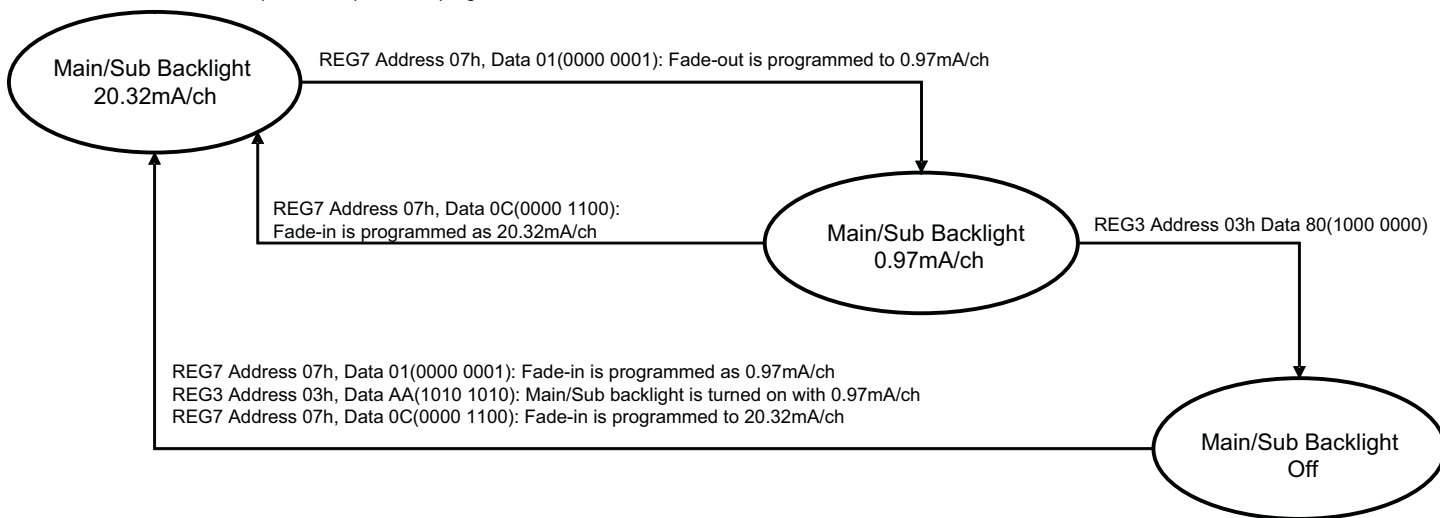 Main/Sub Backlight
20.32mA/ch
REG7 Address 07h, Data 01(0000 0001): Fade-out is programmed to 0.97mA/ch
REG7 Address 07h, Data 0C(0000 1100):
Fade-in is programmed as 20.32mA/ch
Main/Sub Backlight
0.97mA/ch
REG3 Address 03h Data 80(1000 0000)
REG7 Address 07h, Data 01(0000 0001): Fade-in is programmed as 0.97mA/ch
REG3 Address 03h, Data AA(1010 1010): Main/Sub backlight is turned on with 0.97mA/ch
REG7 Address 07h, Data 0C(0000 1100): Fade-in is programmed to 20.32mA/ch
Main/Sub Backlight
Off